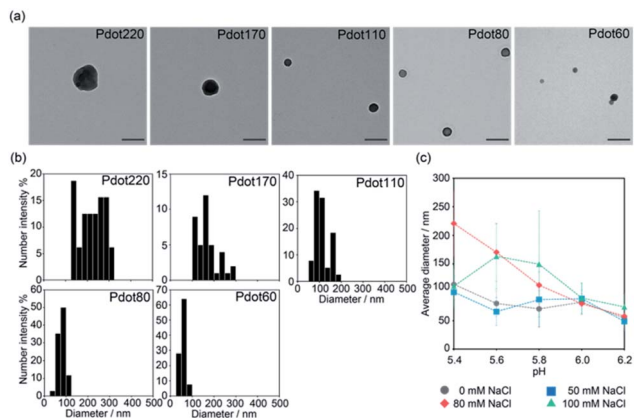 (a)
Pdot220 Pdot170 Pdot110 Pdot80 Pdot60
(b)
(c)
20
15
10
5
0
Number intensity %
Pdot220
15
10
5
0
Pdot170
40
30
20
10
0
Pdot110
0 100 200 300 400
Diameter / nm
80
60
40
20
0
Number intensity %
Pdot80
0 100 200 300 400
Diameter / nm
80
60
40
20
0
Pdot60
0 100 200 300 400
Diameter / nm
300
250
200
150
100
50
0
Average diameter / nm
5.4 5.6 5.8 6.0 6.2
pH
0 mM NaCl 50 mM NaCl
80 mM NaCl 100 mM NaCl